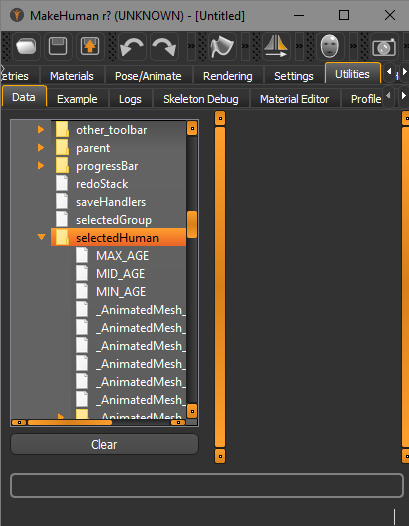 MakeHuman r? (UNKNOWN) - [Untitled]
etries Materials Pose/Animate Rendering Settings Utilities
Data Example Logs Skeleton Debug Material Editor Profile
other_toolbar
parent
progressBar
redoStack
saveHandlers
selectedGroup
selectedHuman
MAX_AGE
MID_AGE
MIN_AGE
_AnimatedMesh_
_AnimatedMesh_
_AnimatedMesh_
_AnimatedMesh_
_AnimatedMesh_
_AnimatedMesh_
_AnimatedMesh_
Clear